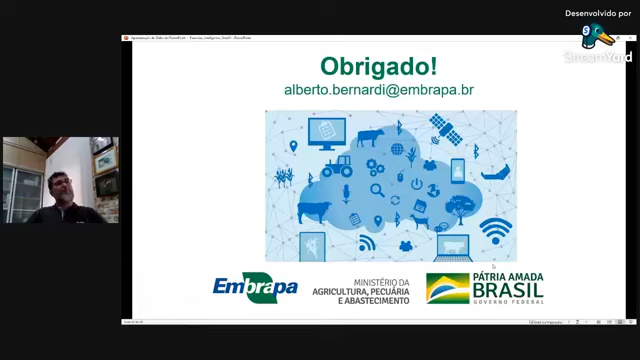 Desenvolvido por
StreamYard
Obrigado!
alberto.bernardi@embrapa.br
Embrapa
MINISTÉRIO DA
AGRICULTURA, PECUÁRIA
E ABASTECIMENTO
PÁTRIA AMADA
BRASIL
GOVERNO FEDERAL